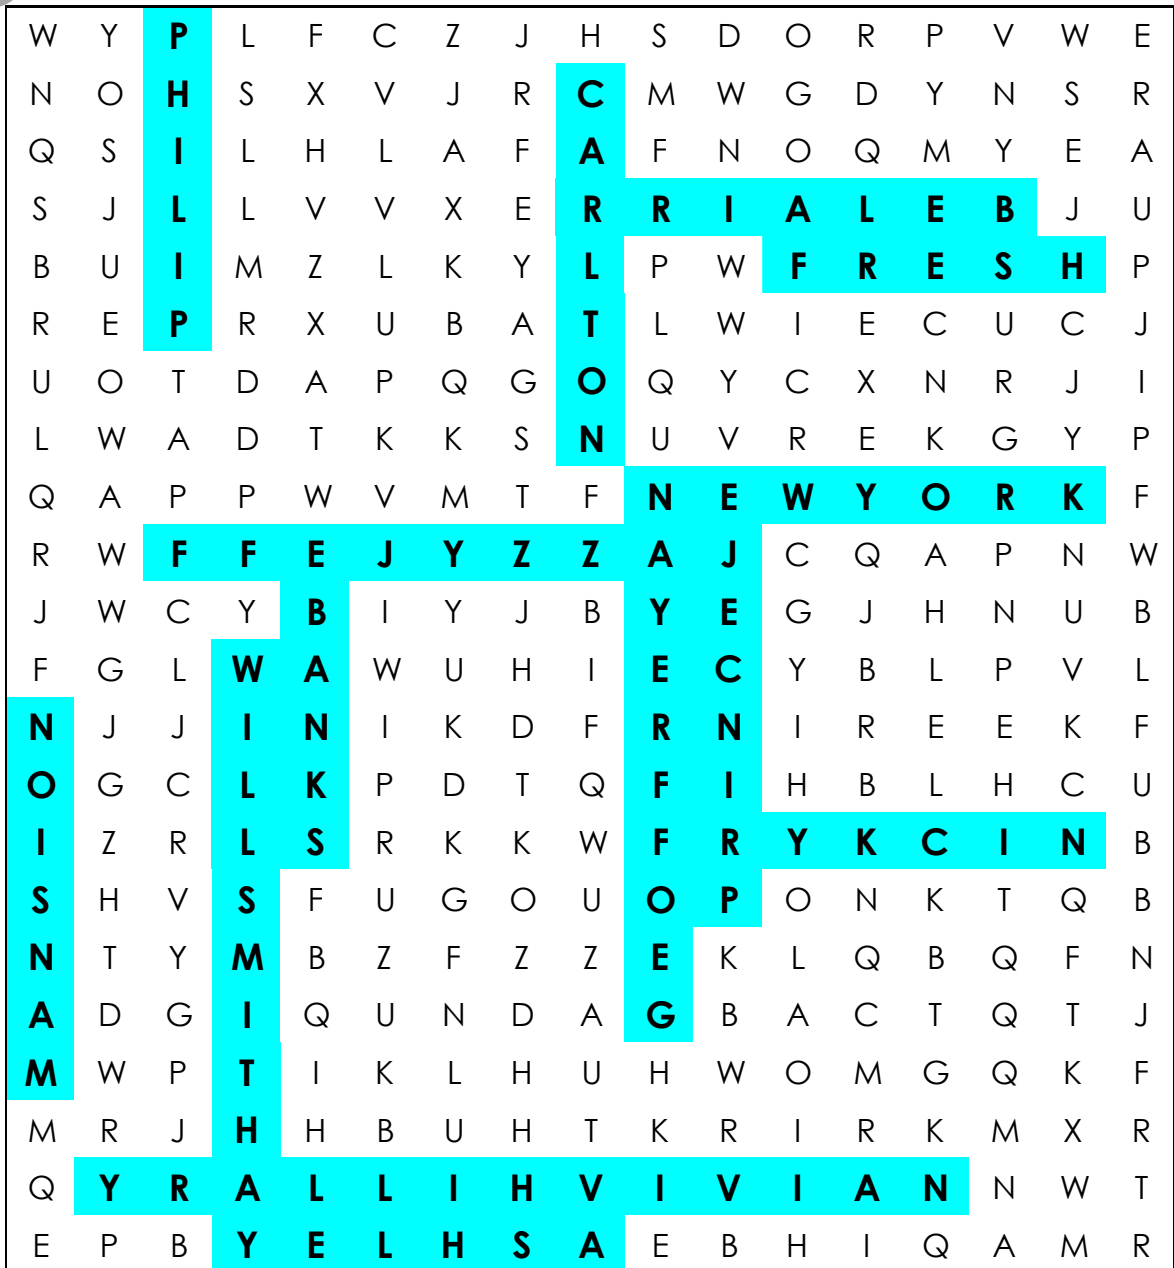 W Y P L F C Z J H S D O R P V W E
N O H S X V J R C M W G D Y N S R
Q S I L H L A F A F N O Q M Y E A
S J L L V V X E R R I A L E B J U
B U I M Z L K Y L P W F R E S H P
R E P R X U B A T L W I E C U C J
U O T D A P Q G O Q Y C X N R J I
L W A D T K K S N U V R E K G Y P
Q A P P W V M T F N E W Y O R K F
R W F F E J Y Z Z A J C Q A P N W
J W C Y B I Y J B Y E G J H N U B
F G L W A W U H I E C Y B L P V L
N J J I N I K D F R N I R E E K F
O G C L K P D T Q F I H B L H C U
I Z R L S R K K W F R Y K C I N B
S H V S F U G O U O P O N K T Q B
N T Y M B Z F Z Z E K L Q B Q F N
A D G I Q U N D A G B A C T Q T J
M W P T I K L H U H W O M G Q K F
M R J H H B U H T K R I R K M X R
Q Y R A L L I H V I V I A N N W T
E P B Y E L H S A E B H I Q A M R